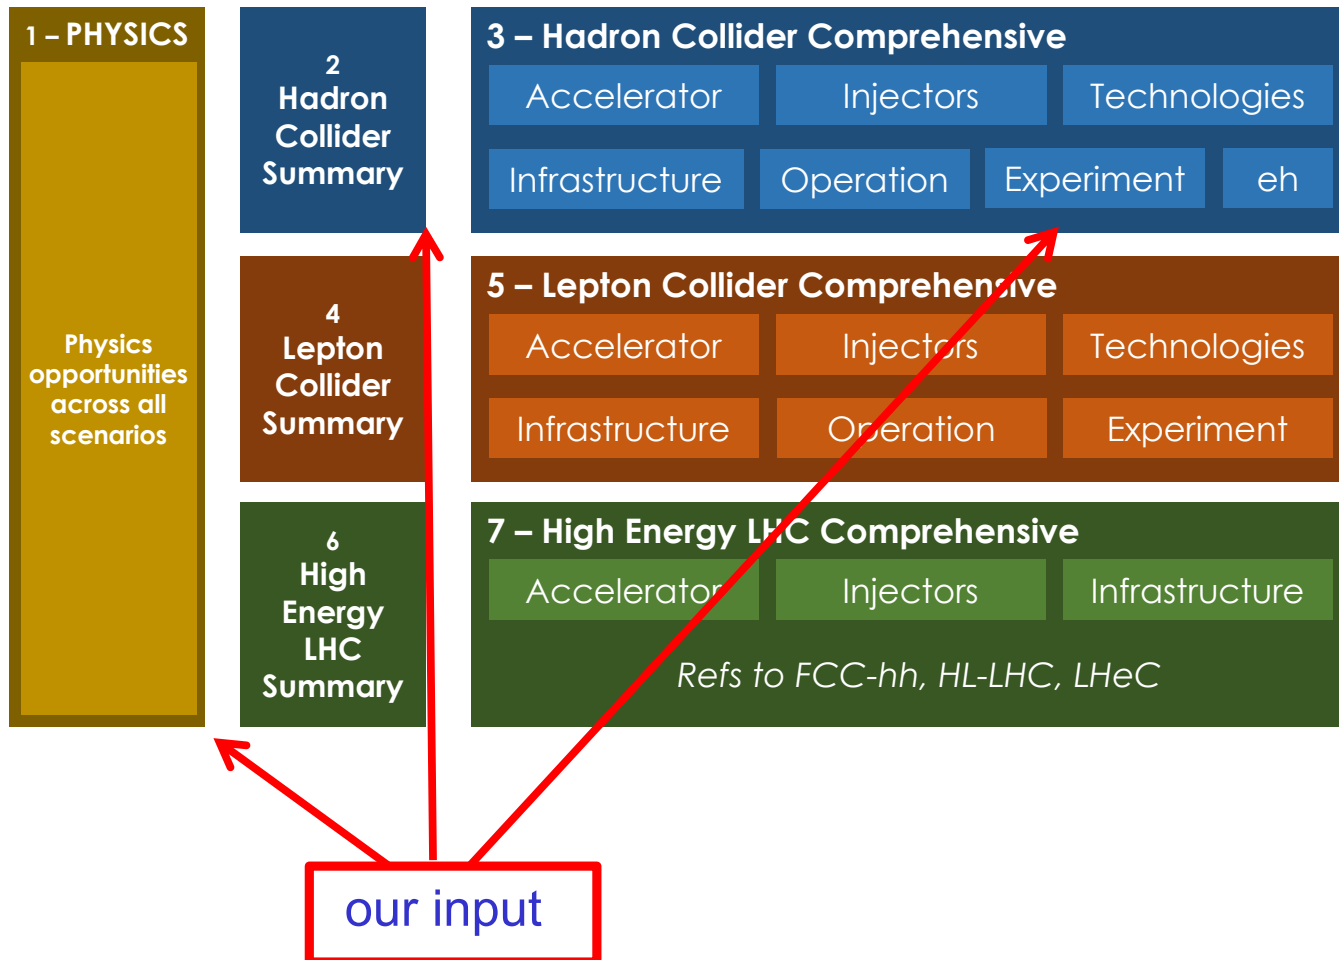 1 – PHYSICS
Physics
opportunities
across all
scenarios
2
Hadron
Collider
Summary
3 – Hadron Collider Comprehensive
Accelerator
Injectors
Technologies
Infrastructure
Operation
Experiment
eh
4
Lepton
Collider
Summary
5 – Lepton Collider Comprehensive
Accelerator
Injectors
Technologies
Infrastructure
Operation
Experiment
6
High
Energy
LHC
Summary
7 – High Energy LHC Comprehensive
Accelerator
Injectors
Infrastructure
Refs to FCC-hh, HL-LHC, LHeC
our input